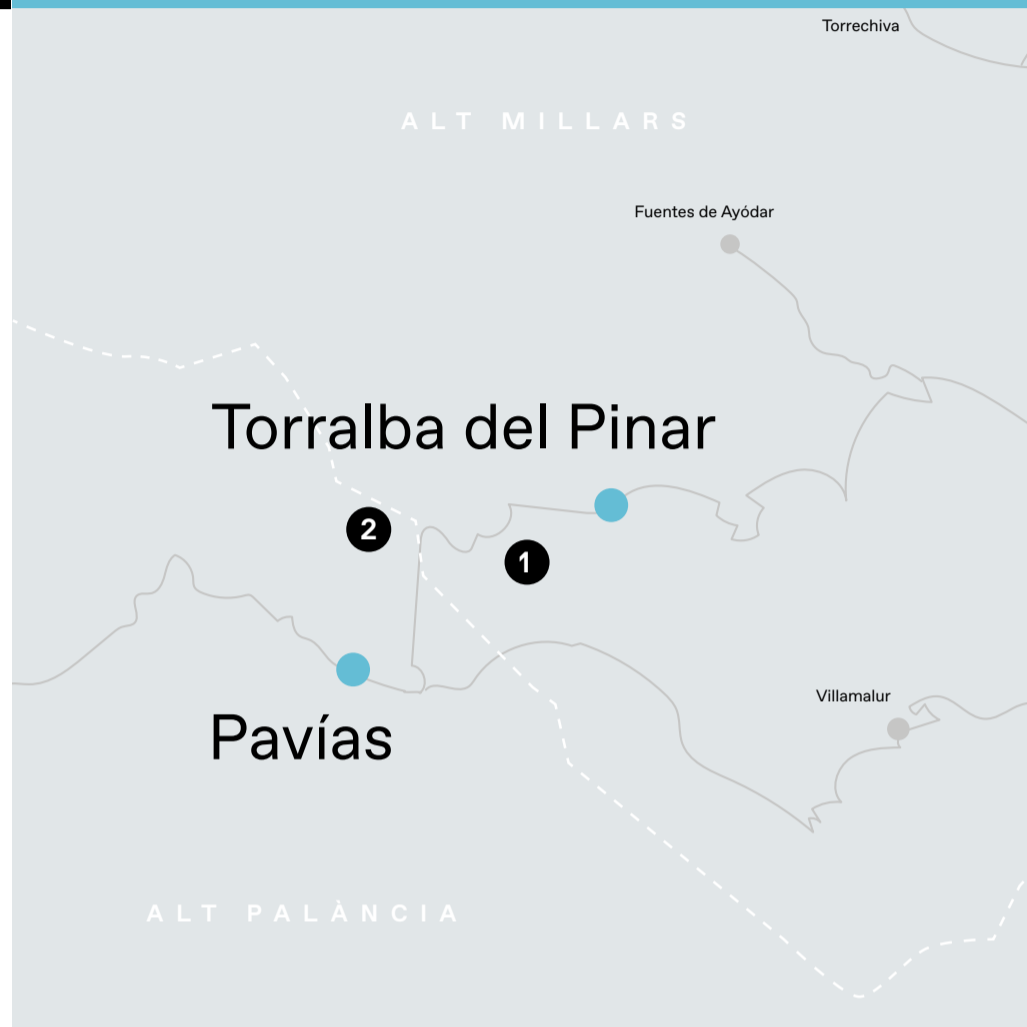 Torrechiva
ALT MILLARS
Fuentes de Ayódar
Torralba del Pinar
2
1
Villamalur
Pavías
ALT PALÀNCIA